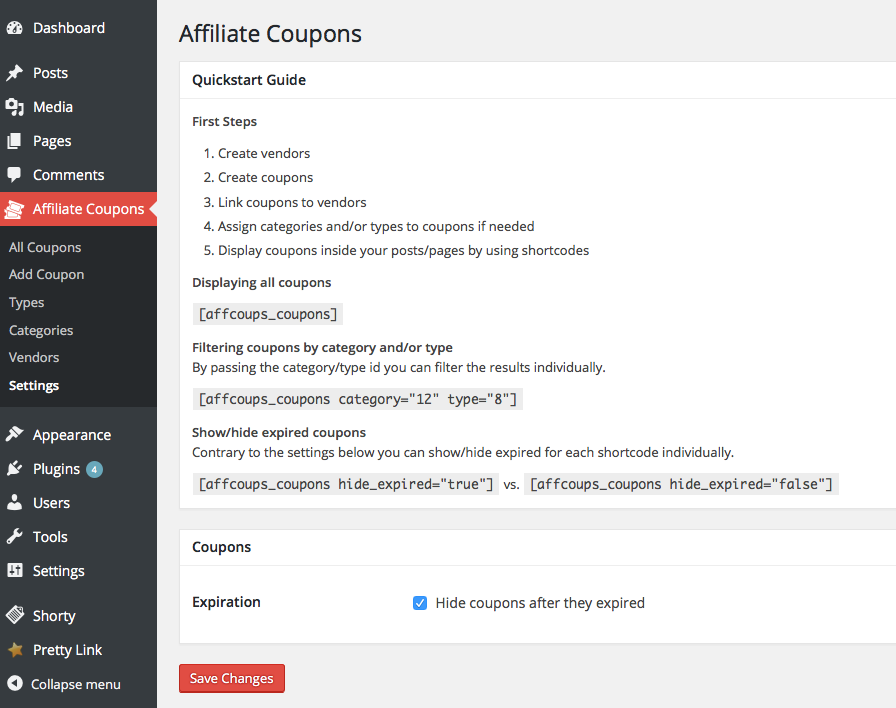 Dashboard
Posts
Media
Pages
Comments
Affiliate Coupons
All Coupons
Add Coupon
Types
Categories
Vendors
Settings
Appearance
Plugins 4
Users
Tools
Settings
Shorty
Pretty Link
Collapse menu
Affiliate Coupons
Quickstart Guide
First Steps
1. Create vendors
2. Create coupons
3. Link coupons to vendors
4. Assign categories and/or types to coupons if needed
5. Display coupons inside your posts/pages by using shortcodes
Displaying all coupons
[affcoups_coupons]
Filtering coupons by category and/or type
By passing the category/type id you can filter the results individually.
[affcoups_coupons category="12" type="8"]
Show/hide expired coupons
Contrary to the settings below you can show/hide expired for each shortcode individually.
[affcoups_coupons hide_expired="true"] vs. [affcoups_coupons hide_expired="false"]
Coupons
Expiration Hide coupons after they expired
Save Changes